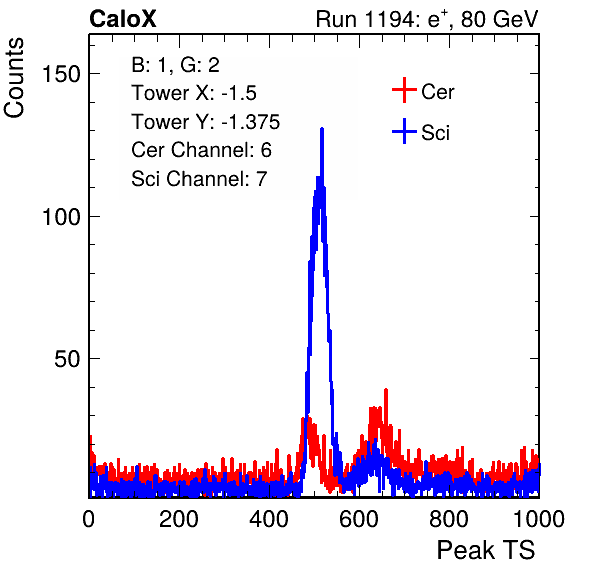 CaloX Run 1194: e⁺, 80 GeV
Counts
150
100
50
B: 1, G: 2
Tower X: -1.5
Tower Y: -1.375
Cer Channel: 6
Sci Channel: 7
Cer
Sci
0 200 400 600 800 1000
Peak TS